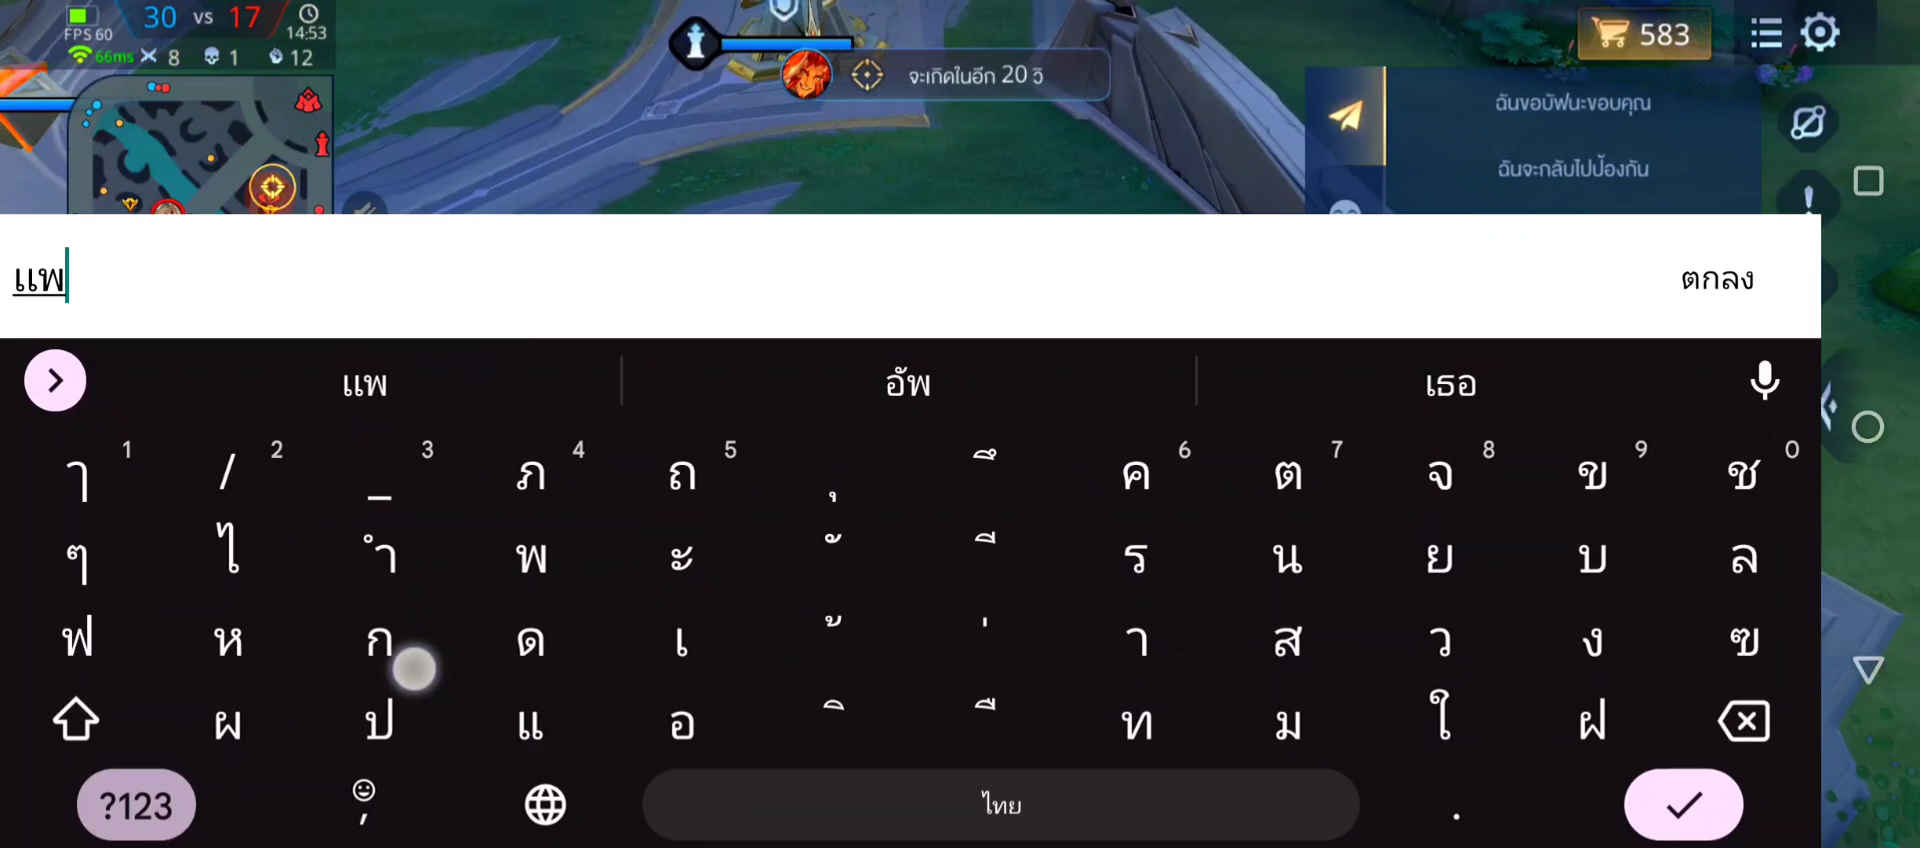 30 vs 17
14:53
FPS 60
66ms 8 1 12
583
จะเกิดในอีก 20 วิ
ฉันขอบัฟนะขอบคุณ
ฉันจะกลับไปป้องกัน
แพ
ตกลง
แพ อัพ เธอ
ๅ 1 / 2 _ 3 ภ 4 ถ 5 ุ ึ ค 6 ต 7 จ 8 ข 9 ช 0
ๆ ไ ำ พ ะ ั ี ร น ย บ ล
ฟ ห ก ด เ ้ ่ า ส ว ง ฃ
ผ ป แ อ ิ ื ท ม ใ ฝ
?123 , ไทย .